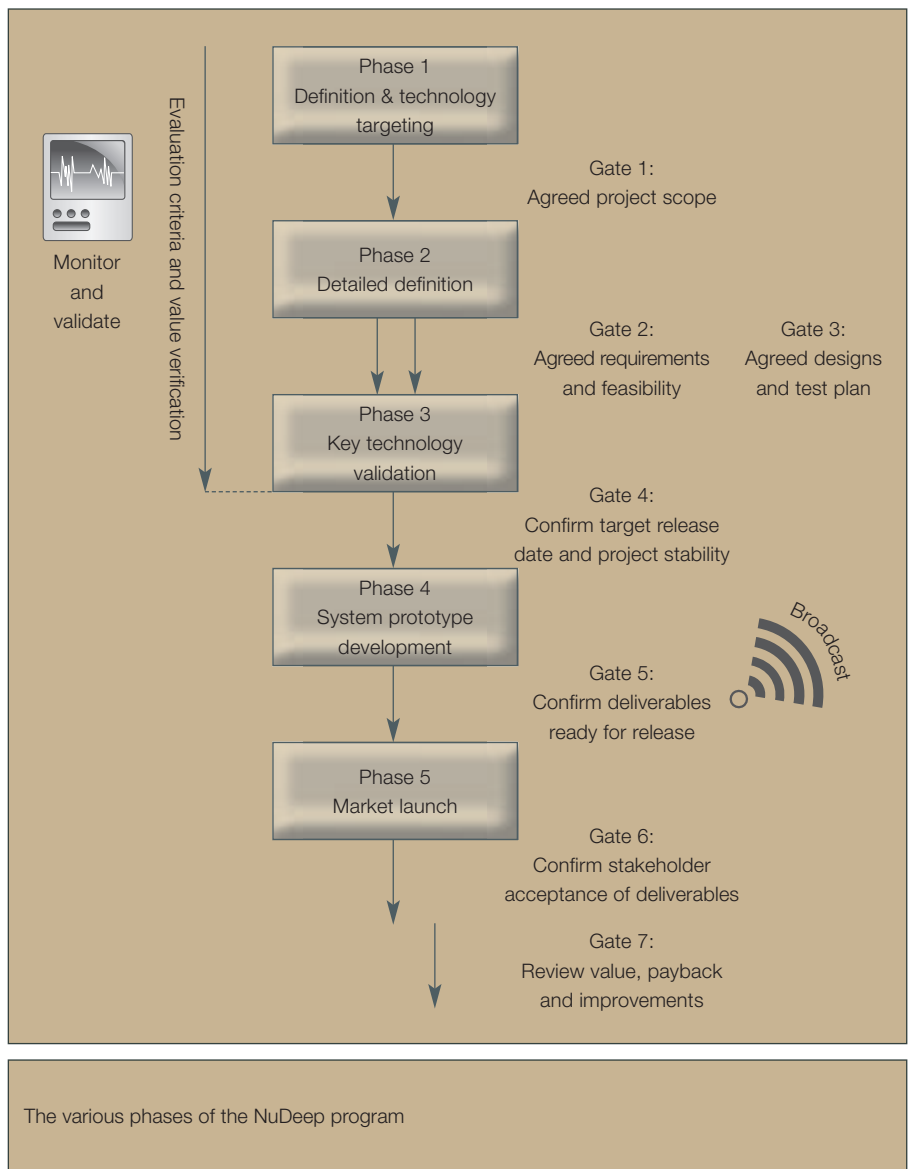 Phase 1
Definition & technology
targeting
Evaluation criteria and value verification
Monitor
and
validate
Gate 1:
Agreed project scope
Phase 2
Detailed definition
Gate 2:
Agreed requirements
and feasibility
Gate 3:
Agreed designs
and test plan
Phase 3
Key technology
validation
Gate 4:
Confirm target release
date and project stability
Phase 4
System prototype
development
Broadcast
Gate 5:
Confirm deliverables
ready for release
Phase 5
Market launch
Gate 6:
Confirm stakeholder
acceptance of deliverables
Gate 7:
Review value, payback
and improvements
The various phases of the NuDeep program